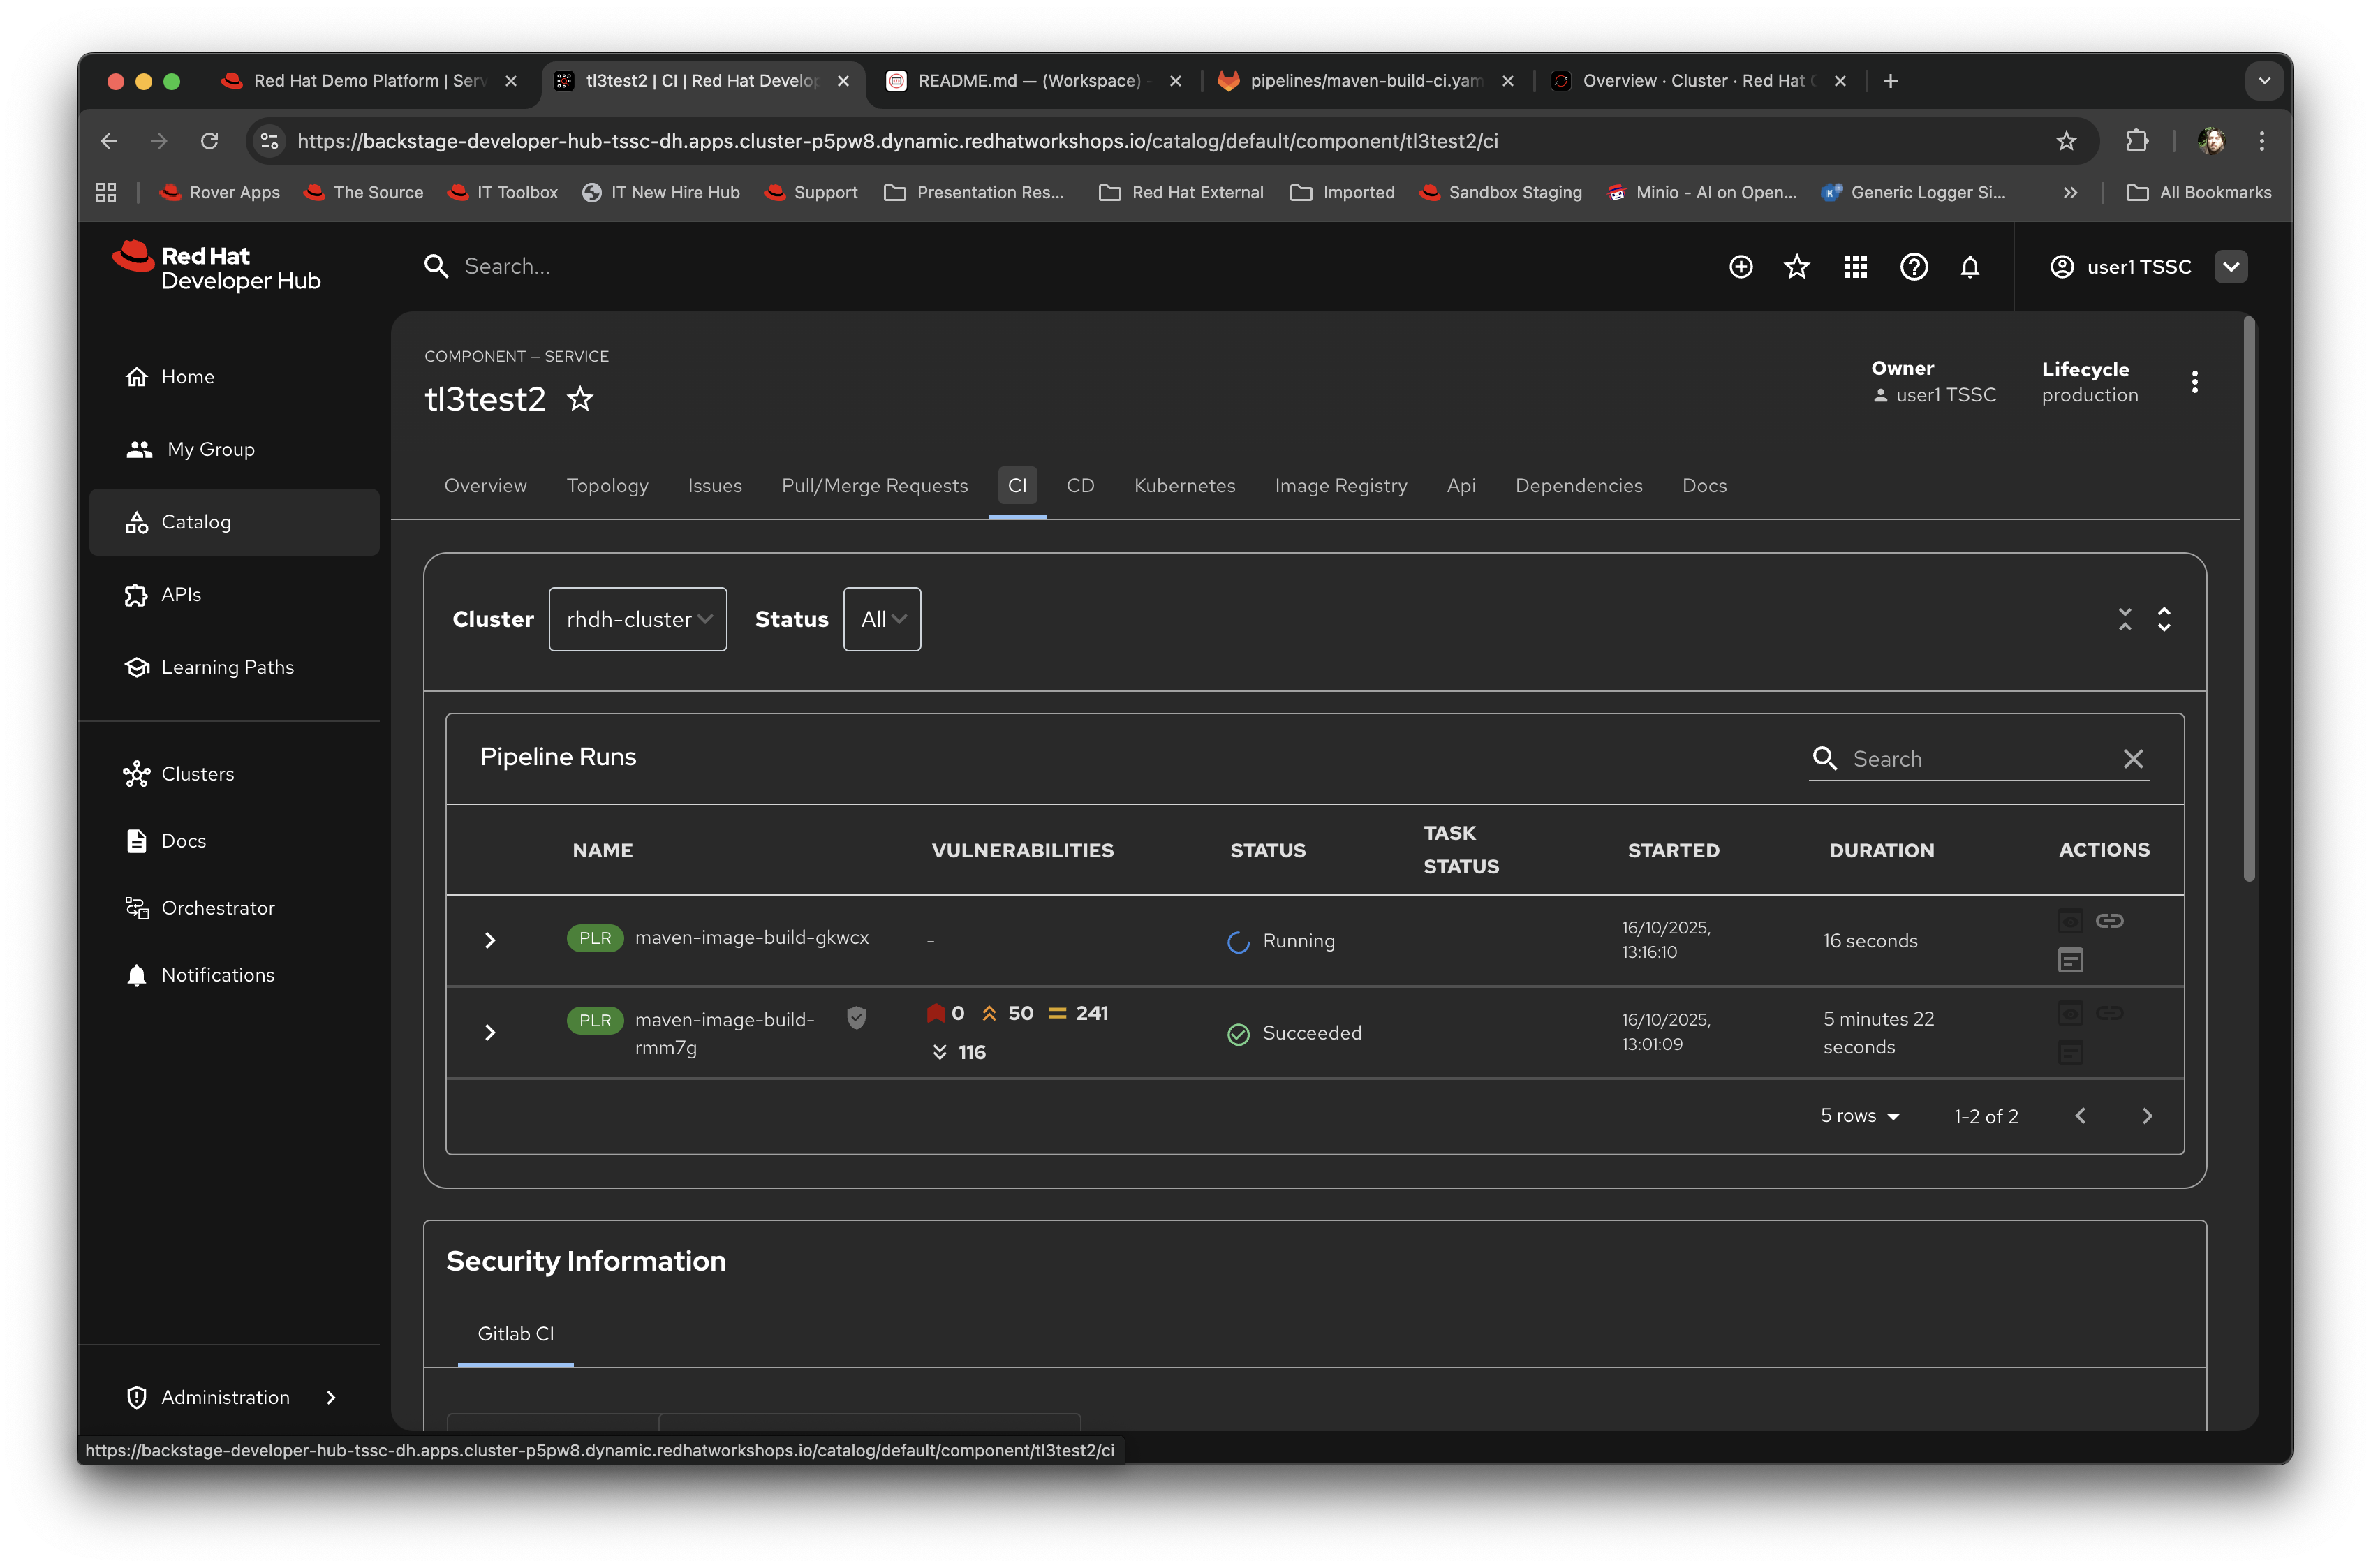 Red Hat Demo Platform | Serv
tl3test2 | CI | Red Hat Develop
README.md — (Workspace) -
pipelines/maven-build-ci.yam
Overview · Cluster · Red Hat
https://backstage-developer-hub-tssc-dh.apps.cluster-p5pw8.dynamic.redhatworkshops.io/catalog/default/component/tl3test2/ci
Rover Apps
The Source
IT Toolbox
IT New Hire Hub
Support
Presentation Res...
Red Hat External
Imported
Sandbox Staging
Minio - AI on Open...
Generic Logger Si...
All Bookmarks
Red Hat
Developer Hub
Search...
user1 TSSC
Home
My Group
Catalog
APIs
Learning Paths
Clusters
Docs
Orchestrator
Notifications
Administration
COMPONENT — SERVICE
tl3test2
Owner
user1 TSSC
Lifecycle
production
Overview Topology Issues Pull/Merge Requests CI CD Kubernetes Image Registry Api Dependencies Docs
Cluster rhdh-cluster Status All
Pipeline Runs
Search
NAME VULNERABILITIES STATUS TASK STATUS STARTED DURATION ACTIONS
PLR maven-image-build-gkwcx - Running 16/10/2025, 13:16:10 16 seconds
PLR maven-image-build-rmm7g 0 50 241 116 Succeeded 16/10/2025, 13:01:09 5 minutes 22 seconds
5 rows 1-2 of 2
Security Information
Gitlab CI
https://backstage-developer-hub-tssc-dh.apps.cluster-p5pw8.dynamic.redhatworkshops.io/catalog/default/component/tl3test2/ci